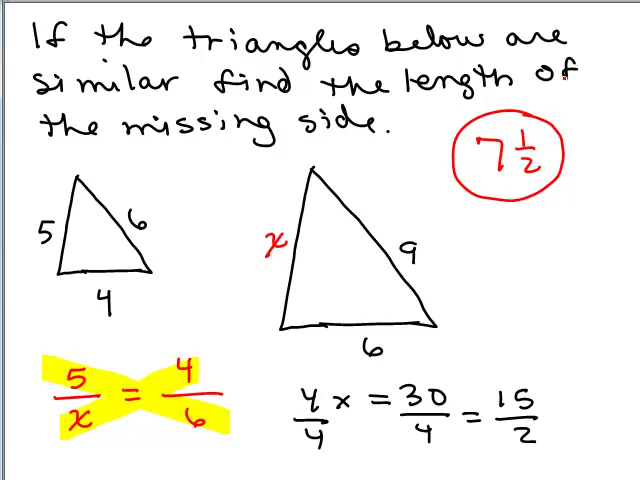 If the triangles below are
similar find the length of
the missing side.
7 1/2
5
6
4
x
9
6
5/x = 4/6
4/4 x = 30/4 = 15/2